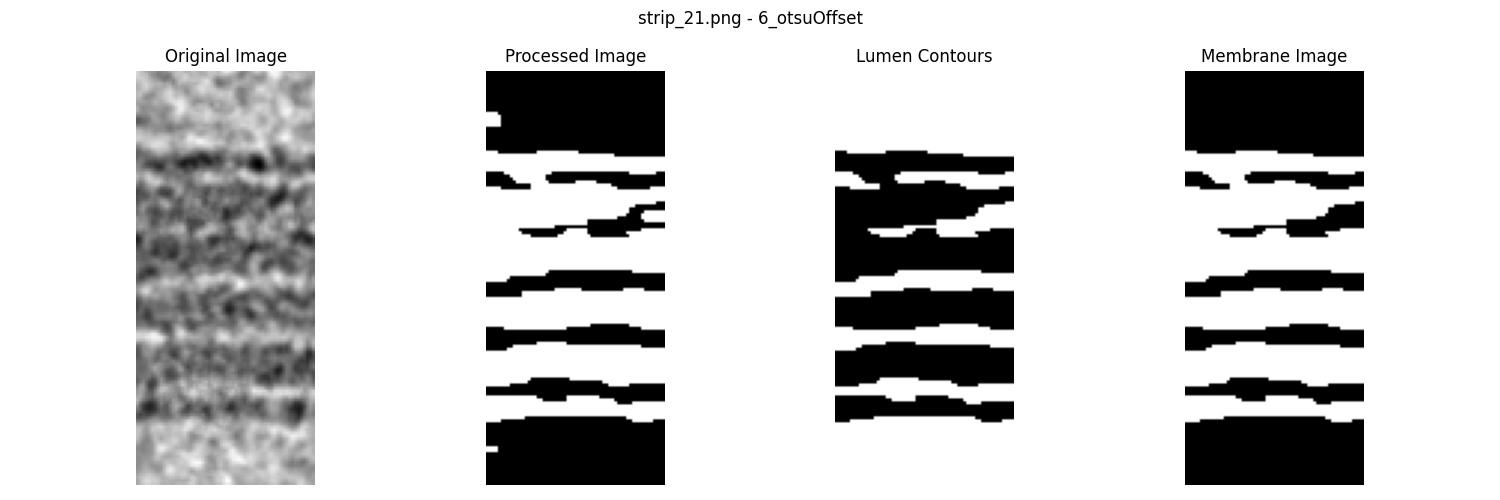 strip_21.png - 6_otsuOffset
Original Image
Processed Image
Lumen Contours
Membrane Image